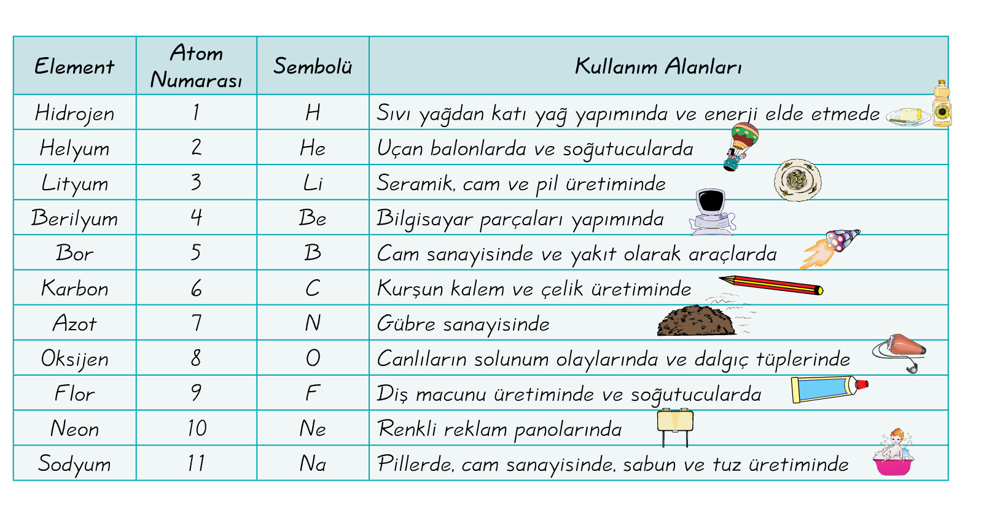 Element Atom Numarası Sembolü Kullanım Alanları
Hidrojen 1 H Sıvı yağdan katı yağ yapımında ve enerji elde etmede
Helyum 2 He Uçan balonlarda ve soğutucularda
Lityum 3 Li Seramik, cam ve pil üretiminde
Berilyum 4 Be Bilgisayar parçaları yapımında
Bor 5 B Cam sanayisinde ve yakıt olarak araçlarda
Karbon 6 C Kurşun kalem ve çelik üretiminde
Azot 7 N Gübre sanayisinde
Oksijen 8 O Canlıların solunum olaylarında ve dalgıç tüplerinde
Flor 9 F Diş macunu üretiminde ve soğutucularda
Neon 10 Ne Renkli reklam panolarında
Sodyum 11 Na Pillerde, cam sanayisinde, sabun ve tuz üretiminde